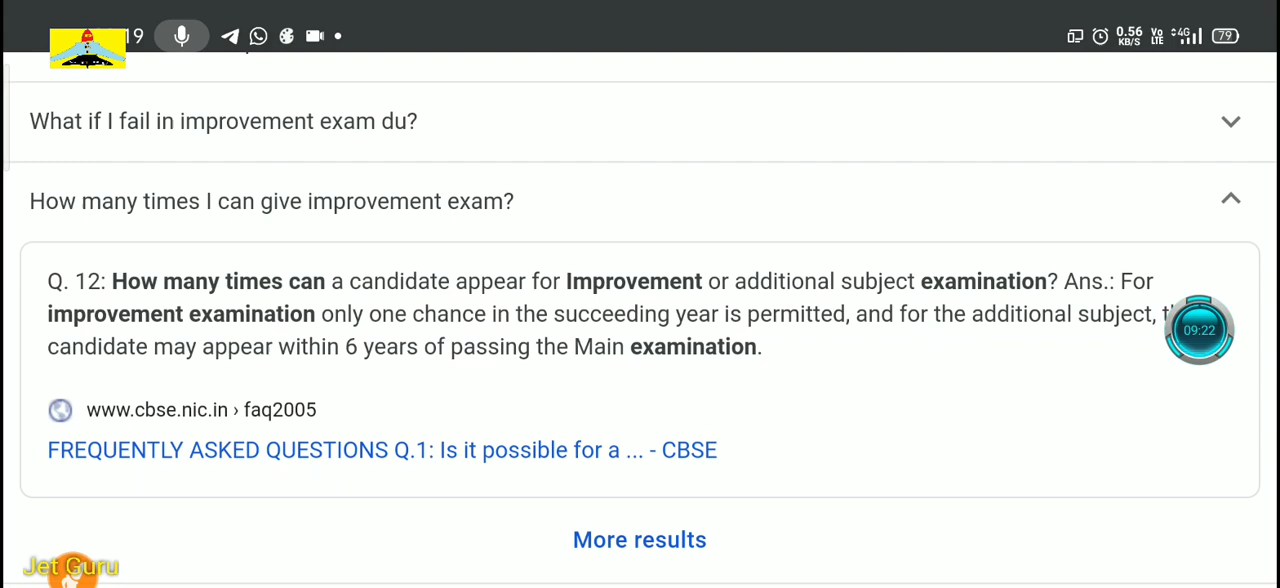 19
0.56
KB/S
Vo
LTE
4G
79
What if I fail in improvement exam du?
How many times I can give improvement exam?
Q. 12: How many times can a candidate appear for Improvement or additional subject examination? Ans.: For
improvement examination only one chance in the succeeding year is permitted, and for the additional subject,
09:22
candidate may appear within 6 years of passing the Main examination.
www.cbse.nic.in › faq2005
FREQUENTLY ASKED QUESTIONS Q.1: Is it possible for a ... - CBSE
More results
Jet Guru